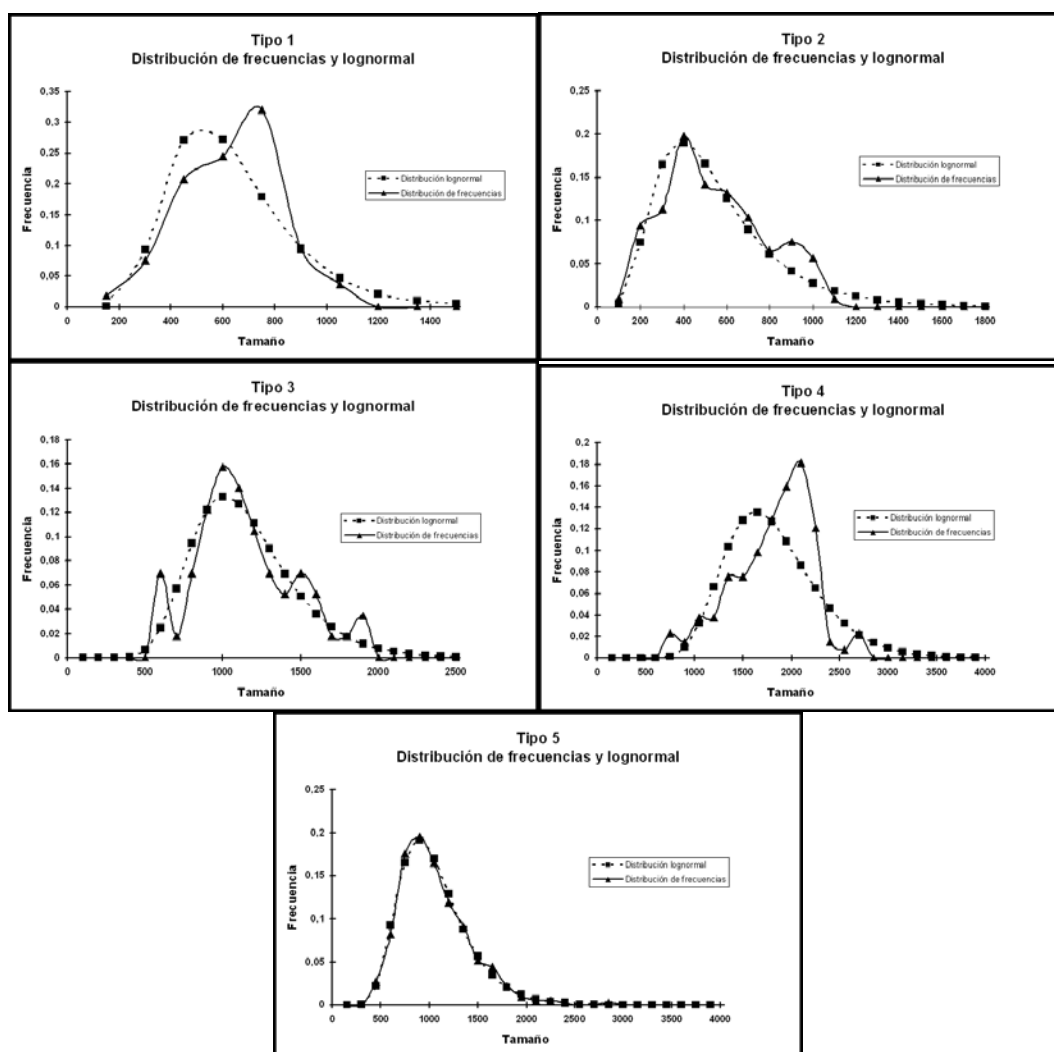 Tipo 1
Distribución de frecuencias y lognormal
0,35
0,3
0,25
0,2
0,15
0,1
0,05
0
Frecuencia
Distribución lognormal
Distribución de frecuencias
0 200 400 600 800 1000 1200 1400
Tamaño
Tipo 2
Distribución de frecuencias y lognormal
0,25
0,2
0,15
0,1
0,05
0
Frecuencia
Distribución lognormal
Distribución de frecuencias
0 200 400 600 800 1000 1200 1400 1600 1800
Tamaño
Tipo 3
Distribución de frecuencias y lognormal
0,18
0,16
0,14
0,12
0,1
0,08
0,06
0,04
0,02
0
Frecuencia
Distribución lognormal
Distribución de frecuencias
0 500 1000 1500 2000 2500
Tamaño
Tipo 4
Distribución de frecuencias y lognormal
0,2
0,18
0,16
0,14
0,12
0,1
0,08
0,06
0,04
0,02
0
Frecuencia
Distribución lognormal
Distribución de frecuencias
0 500 1000 1500 2000 2500 3000 3500 4000
Tamaño
Tipo 5
Distribución de frecuencias y lognormal
0,25
0,2
0,15
0,1
0,05
0
Frecuencia
Distribución lognormal
Distribución de frecuencias
0 500 1000 1500 2000 2500 3000 3500 4000
Tamaño